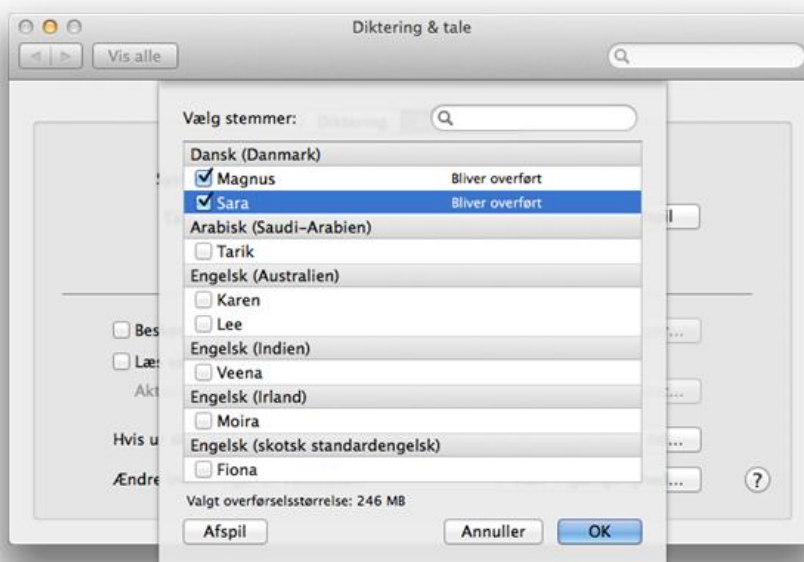 Diktering & tale
Vis alle
Vælg stemmer:
Dansk (Danmark)
Magnus Bliver overført
Sara Bliver overført
Arabisk (Saudi-Arabien)
Tarik
Engelsk (Australien)
Karen
Lee
Engelsk (Indien)
Veena
Engelsk (Irland)
Moira
Engelsk (skotsk standardengelsk)
Fiona
Valgt overførselsstørrelse: 246 MB
Afspil Annuller OK
Hvis
Ændre
?